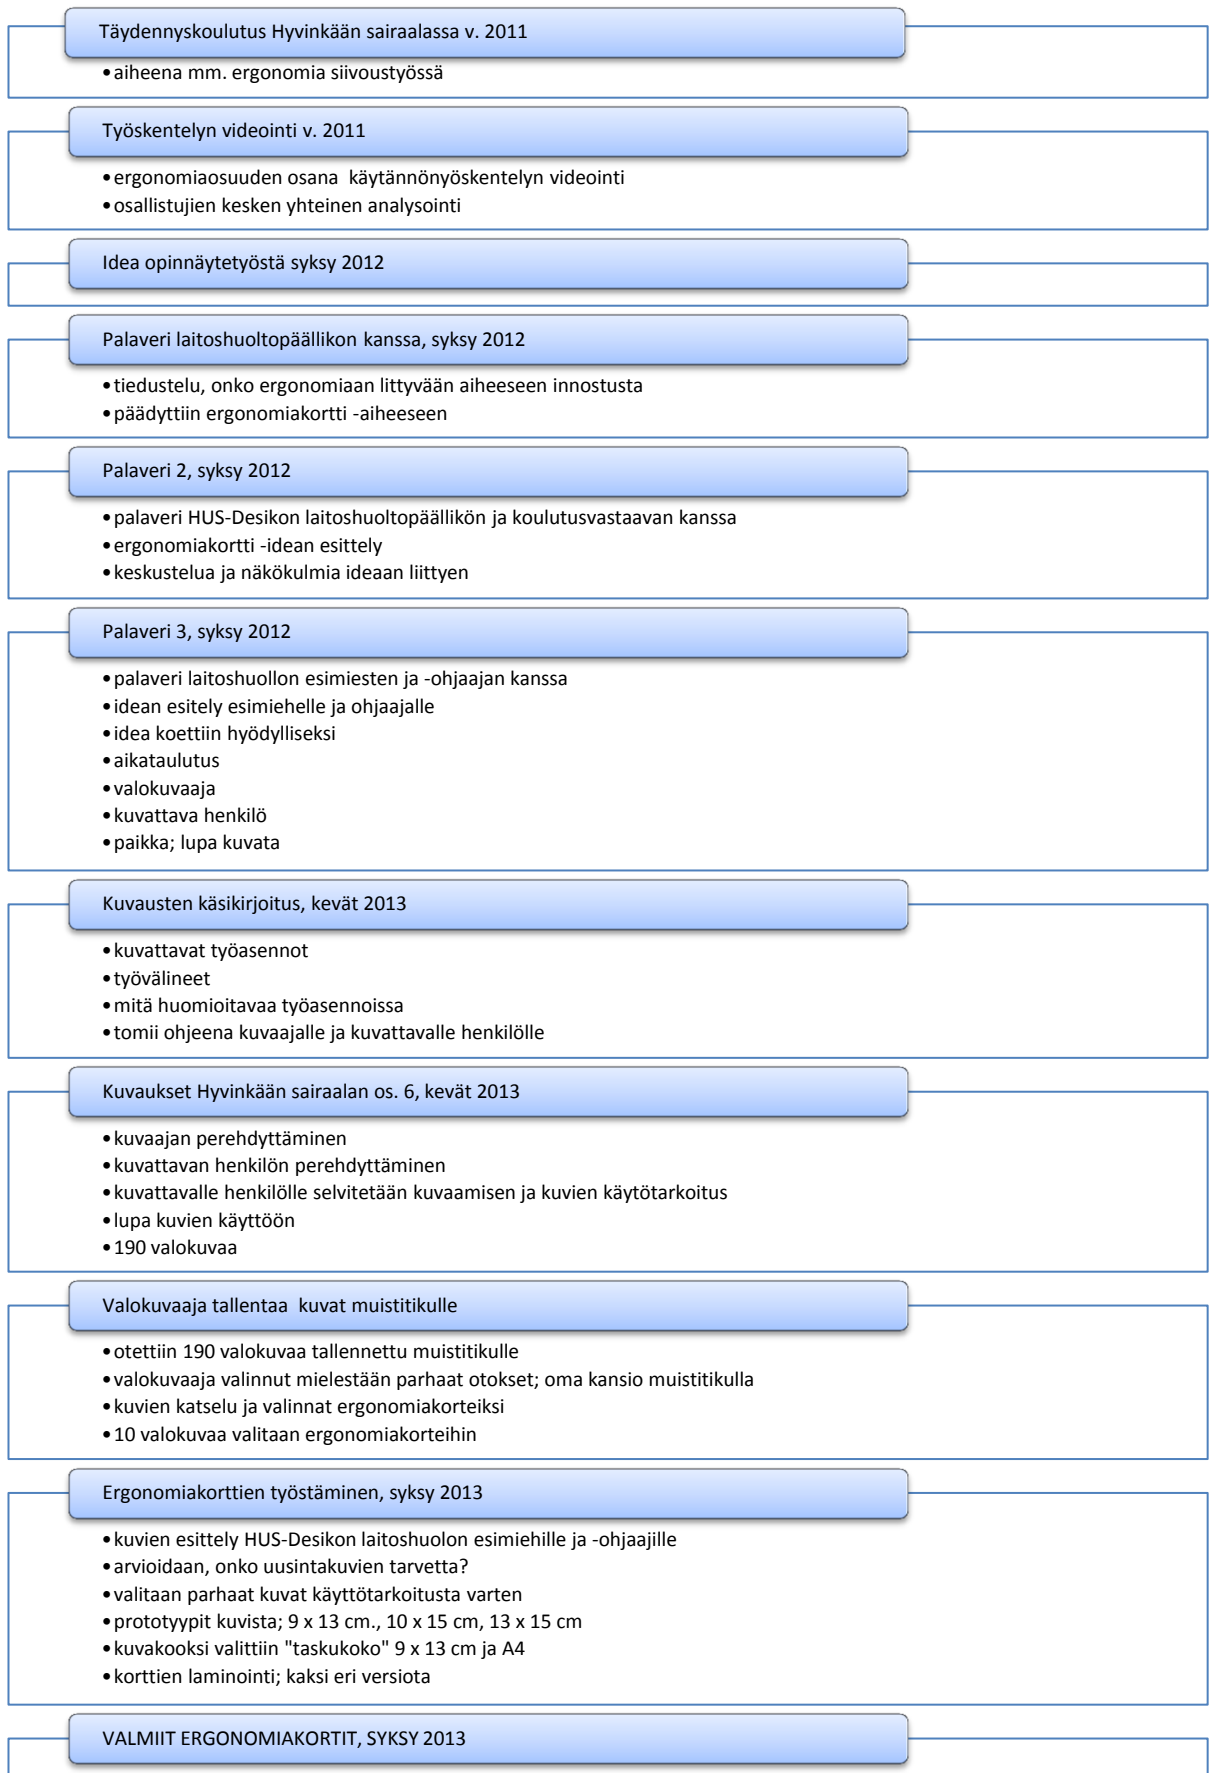 Täydennyskoulutus Hyvinkään sairaalassa v. 2011
•aiheena mm. ergonomia siivoustyössä
Työskentelyn videointi v. 2011
•ergonomiaosuuden osana  käytännönyöskentelyn videointi
•osallistujien kesken yhteinen analysointi
Idea opinnäytetyöstä syksy 2012
Palaveri laitoshuoltopäällikon kanssa, syksy 2012
•tiedustelu, onko ergonomiaan littyvään aiheeseen innostusta
•päädyttiin ergonomiakortti -aiheeseen
Palaveri 2, syksy 2012
•palaveri HUS-Desikon laitoshuoltopäällikön ja koulutusvastaavan kanssa
•ergonomiakortti -idean esittely
•keskustelua ja näkökulmia ideaan liittyen
Palaveri 3, syksy 2012
•palaveri laitoshuollon esimiesten ja -ohjaajan kanssa
•idean esitely esimiehelle ja ohjaajalle
•idea koettiin hyödylliseksi
•aikataulutus
•valokuvaaja
•kuvattava henkilö
•paikka; lupa kuvata
Kuvausten käsikirjoitus, kevät 2013
•kuvattavat työasennot
•työvälineet
•mitä huomioitavaa työasennoissa
•tomii ohjeena kuvaajalle ja kuvattavalle henkilölle
Kuvaukset Hyvinkään sairaalan os. 6, kevät 2013
•kuvaajan perehdyttäminen
•kuvattavan henkilön perehdyttäminen
•kuvattavalle henkilölle selvitetään kuvaamisen ja kuvien käytötarkoitus
•lupa kuvien käyttöön
•190 valokuvaa
Valokuvaaja tallentaa  kuvat muistitikulle
•otettiin 190 valokuvaa tallennettu muistitikulle
•valokuvaaja valinnut mielestään parhaat otokset; oma kansio muistitikulla
•kuvien katselu ja valinnat ergonomiakorteiksi
•10 valokuvaa valitaan ergonomiakorteihin
Ergonomiakorttien työstäminen, syksy 2013
•kuvien esittely HUS-Desikon laitoshuolon esimiehille ja -ohjaajille
•arvioidaan, onko uusintakuvien tarvetta?
•valitaan parhaat kuvat käyttötarkoitusta varten
•prototyypit kuvista; 9 x 13 cm., 10 x 15 cm, 13 x 15 cm
•kuvakooksi valittiin "taskukoko" 9 x 13 cm ja A4
•korttien laminointi; kaksi eri versiota
VALMIIT ERGONOMIAKORTIT, SYKSY 2013